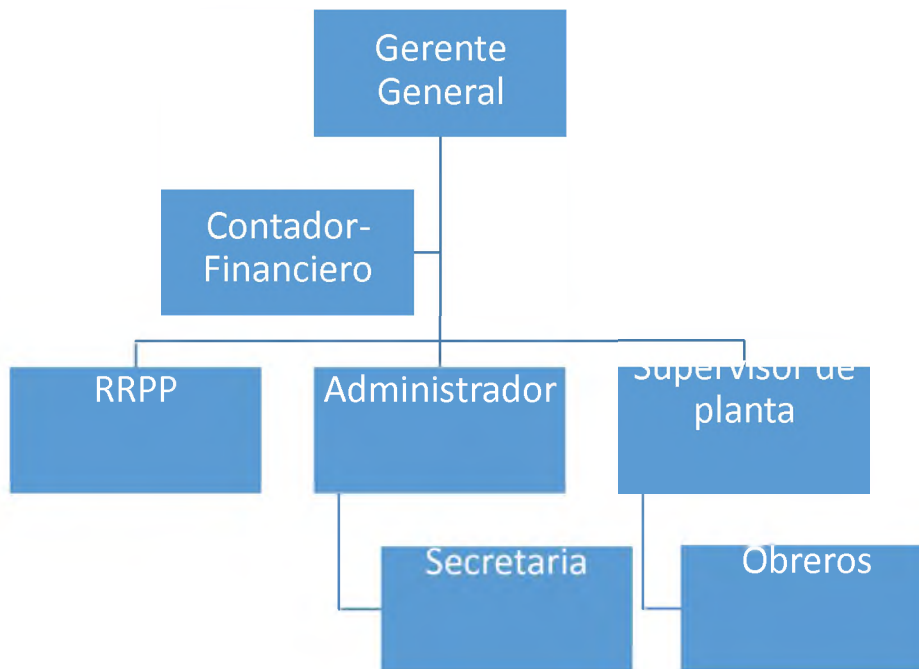 Gerente
General
Contador-
Financiero
RRPP
Administrador
Supervisor de
planta
Secretaria
Obreros